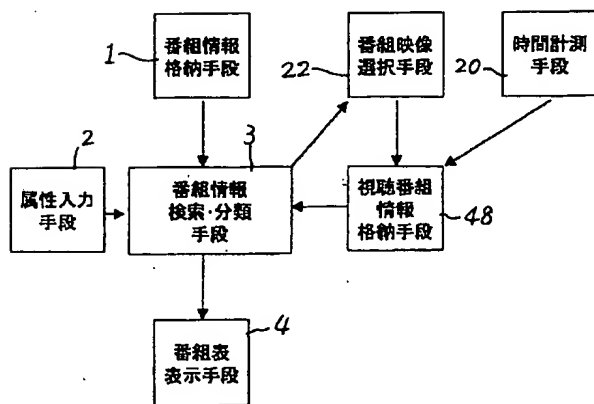 1
番組情報
格納手段
22
番組映像
選択手段
20
時間計測
手段
2
属性入力
手段
3
番組情報
検索・分類
手段
視聴番組
情報
格納手段
48
4
番組表
表示手段